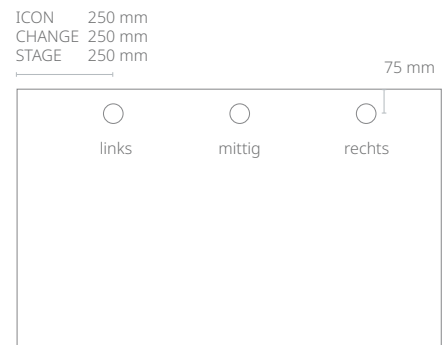 ICON 250 mm
CHANGE 250 mm
STAGE 250 mm
75 mm
links mittig rechts